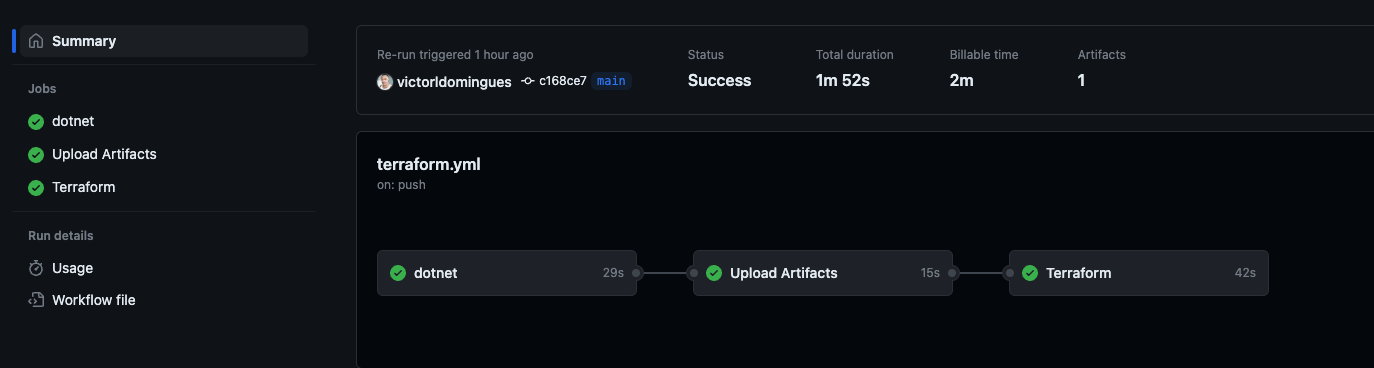 Summary
Jobs
dotnet
Upload Artifacts
Terraform
Run details
Usage
Workflow file
Re-run triggered 1 hour ago
victorldomingues c168ce7 main
Status
Success
Total duration
1m 52s
Billable time
2m
Artifacts
1
terraform.yml
on: push
dotnet 29s
Upload Artifacts 15s
Terraform 42s